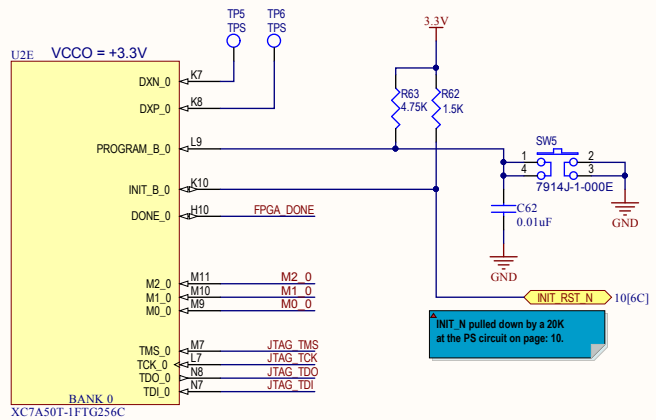 TP5
TPS
TP6
TPS
3.3V
U2E VCCO = +3.3V
DXN_0 K7
DXP_0 K8
R63
4.75K
R62
1.5K
PROGRAM_B_0 L9
SW5
1
4
2
3
7914J-1-000E
INIT_B_0 K10
DONE_0 H10 FPGA_DONE
C62
0.01uF
GND
GND
M2_0 M11 M2_0
M1_0 M10 M1_0
M0_0 M9 M0_0
INIT_RST_N 10[6C]
INIT_N pulled down by a 20K
at the PS circuit on page: 10.
TMS_0 M7 JTAG_TMS
TCK_0 L7 JTAG_TCK
TDO_0 N8 JTAG_TDO
TDI_0 N7 JTAG_TDI
BANK 0
XC7A50T-1FTG256C